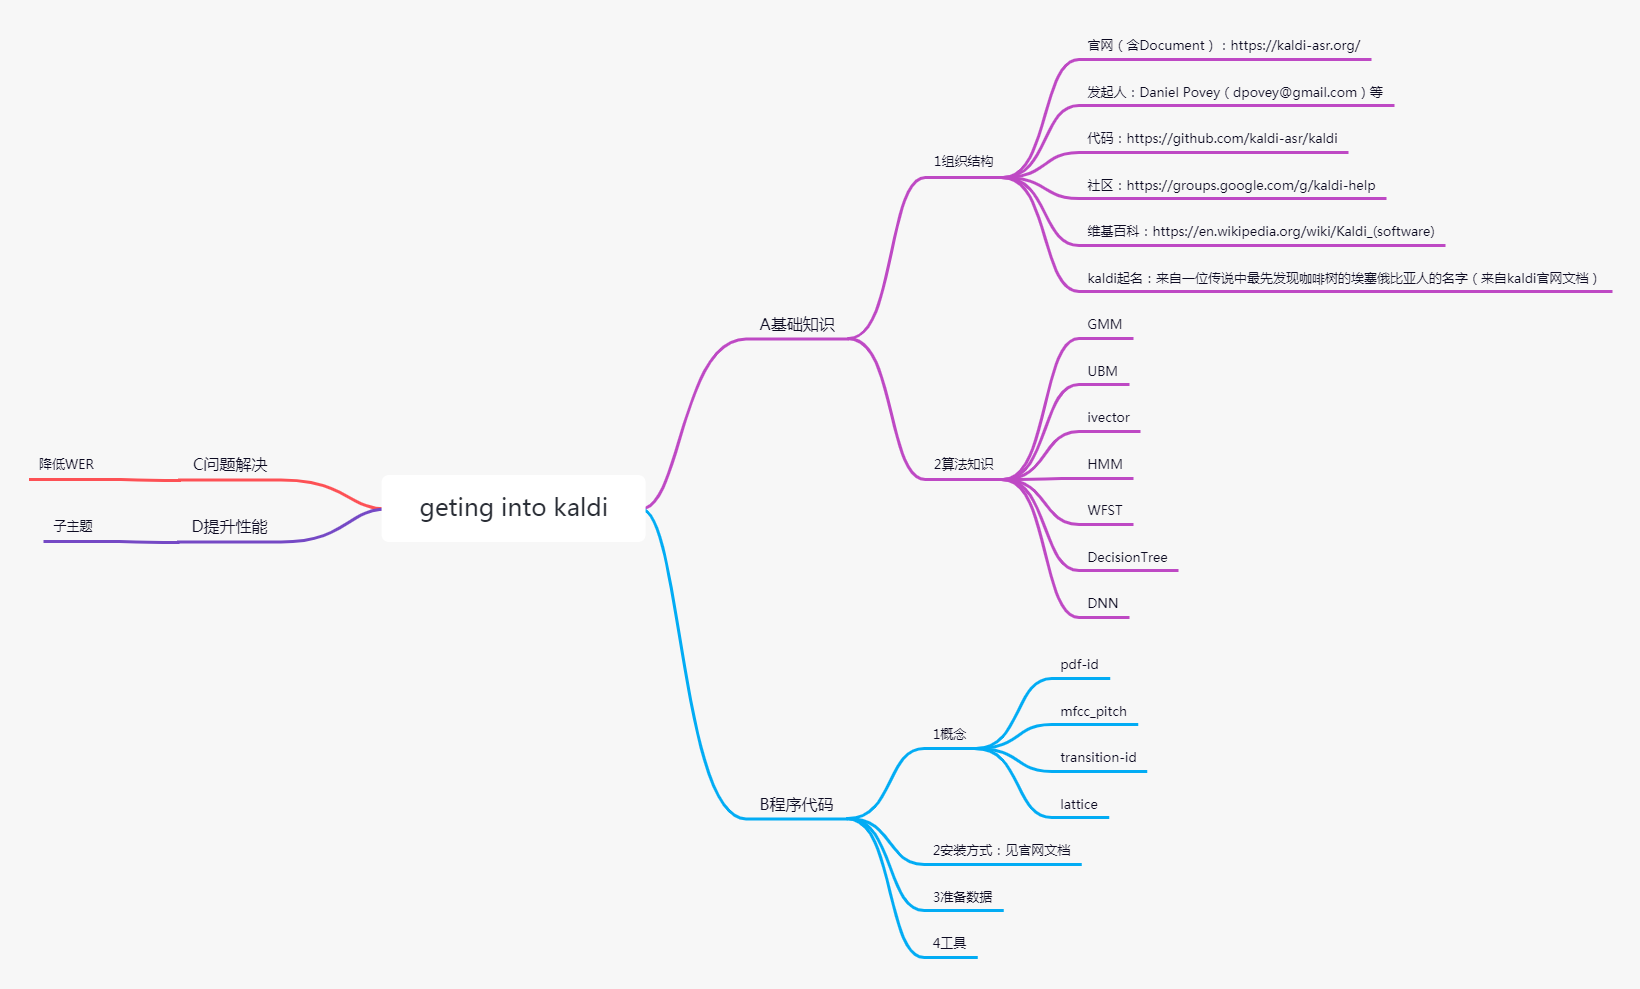 geting into kaldi
A基础知识
1组织结构
官网（含Document）：https://kaldi-asr.org/
发起人：Daniel Povey（dpovey@gmail.com）等
代码：https://github.com/kaldi-asr/kaldi
社区：https://groups.google.com/g/kaldi-help
维基百科：https://en.wikipedia.org/wiki/Kaldi_(software)
kaldi起名：来自一位传说中最先发现咖啡树的埃塞俄比亚人的名字（来自kaldi官网文档）
2算法知识
GMM
UBM
ivector
HMM
WFST
DecisionTree
DNN
B程序代码
1概念
pdf-id
mfcc_pitch
transition-id
lattice
2安装方式：见官网文档
3准备数据
4工具
C问题解决
降低WER
D提升性能
子主题